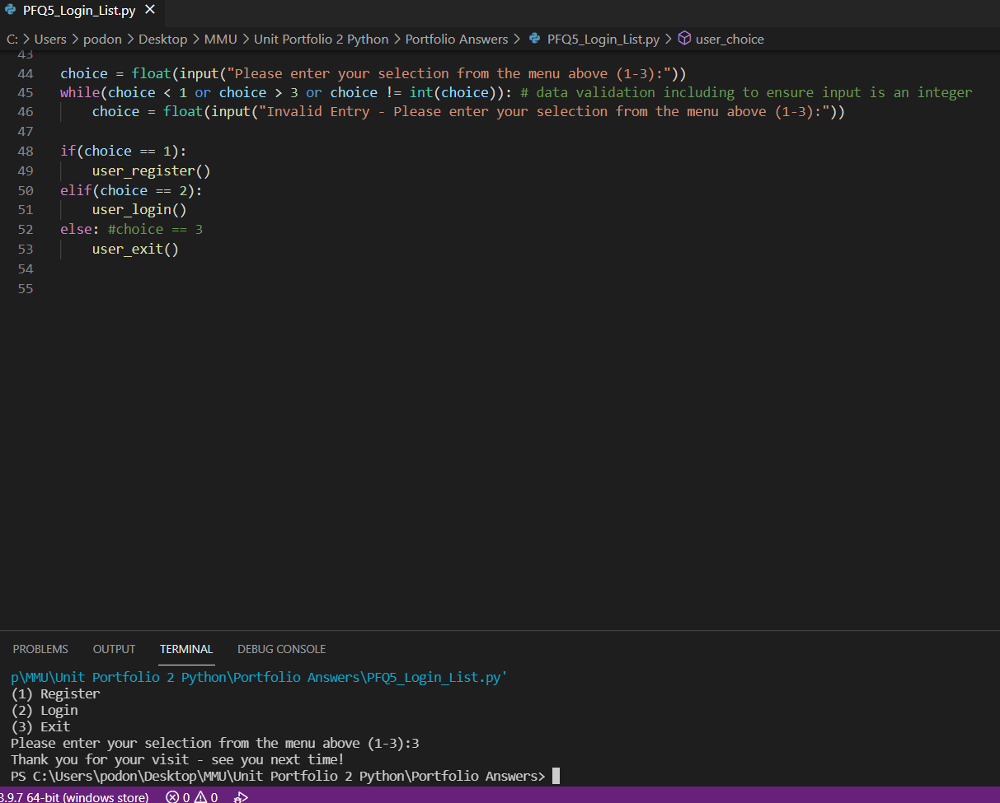 PFQ5_Login_List.py ×
C: > Users > podon > Desktop > MMU > Unit Portfolio 2 Python > Portfolio Answers > PFQ5_Login_List.py > user_choice
43
44 choice = float(input("Please enter your selection from the menu above (1-3):"))
45 while(choice < 1 or choice > 3 or choice != int(choice)): # data validation including to ensure input is an integer
46     choice = float(input("Invalid Entry - Please enter your selection from the menu above (1-3):"))
47
48 if(choice == 1):
49     user_register()
50 elif(choice == 2):
51     user_login()
52 else: #choice == 3
53     user_exit()
54
55
PROBLEMS OUTPUT TERMINAL DEBUG CONSOLE
p\MMU\Unit Portfolio 2 Python\Portfolio Answers\PFQ5_Login_List.py'
(1) Register
(2) Login
(3) Exit
Please enter your selection from the menu above (1-3):3
Thank you for your visit - see you next time!
PS C:\Users\podon\Desktop\MMU\Unit Portfolio 2 Python\Portfolio Answers>
3.9.7 64-bit (windows store) 0 0